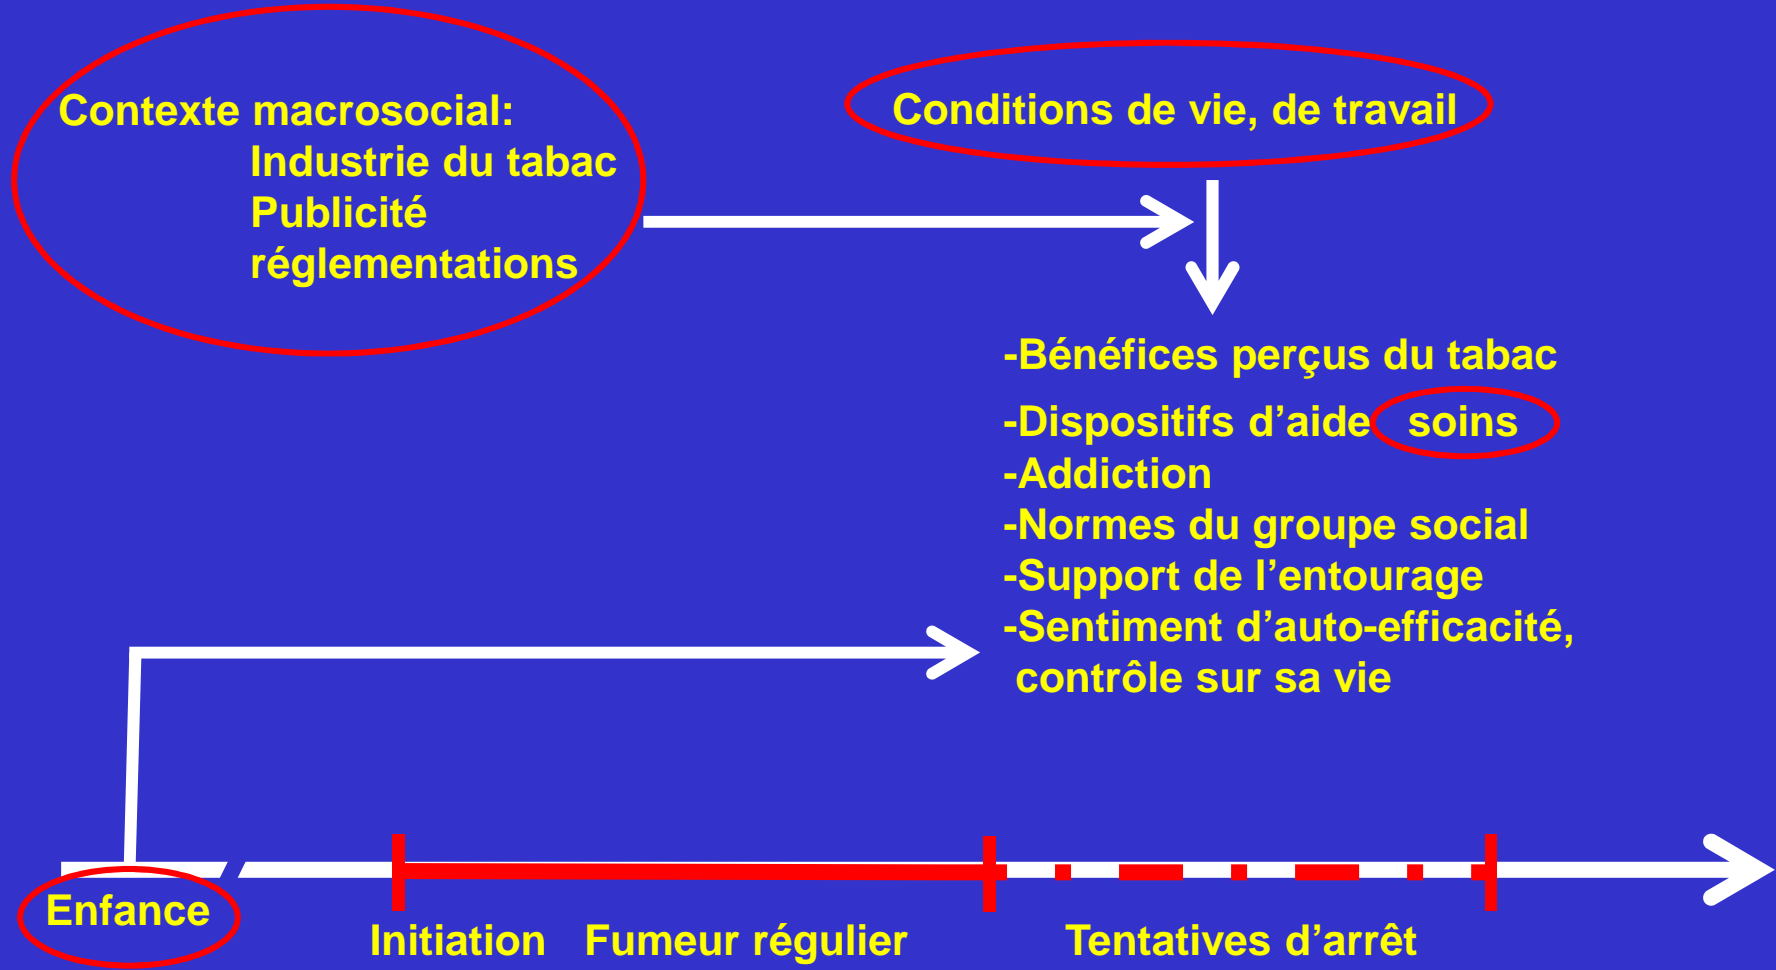 Contexte macrosocial:
Industrie du tabac
Publicité
réglementations
Conditions de vie, de travail
-Bénéfices perçus du tabac
-Dispositifs d’aide soins
-Addiction
-Normes du groupe social
-Support de l’entourage
-Sentiment d’auto-efficacité,
contrôle sur sa vie
Enfance
Initiation Fumeur régulier Tentatives d’arrêt